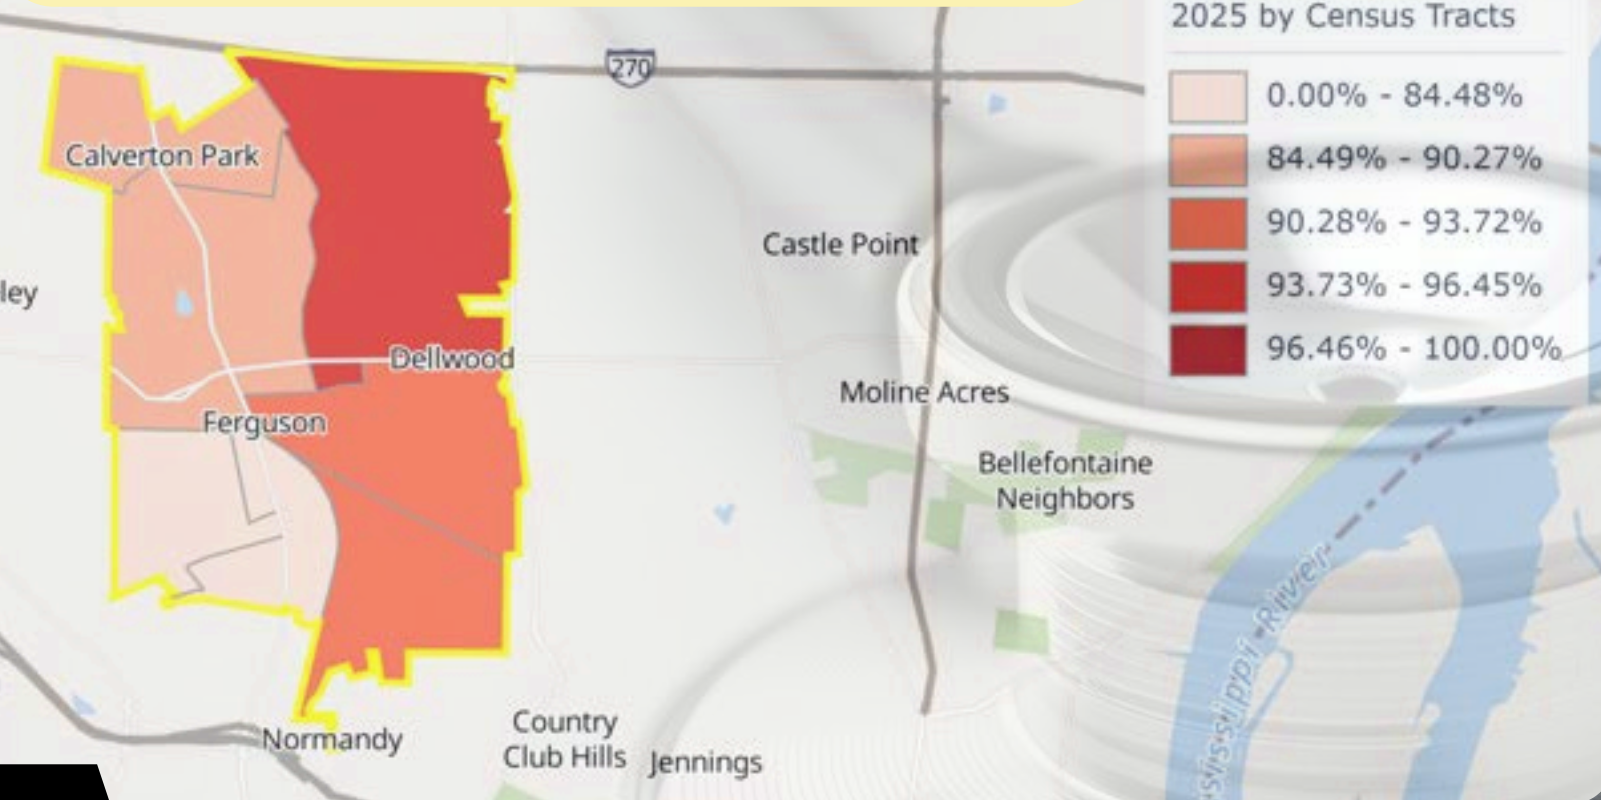 2025 by Census Tracts
0.00% - 84.48%
84.49% - 90.27%
90.28% - 93.72%
93.73% - 96.45%
96.46% - 100.00%
270
Calverton Park
Castle Point
ley
Dellwood
Moline Acres
Ferguson
Bellefontaine
Neighbors
sissippi River
Country
Club Hills
Normandy
Jennings